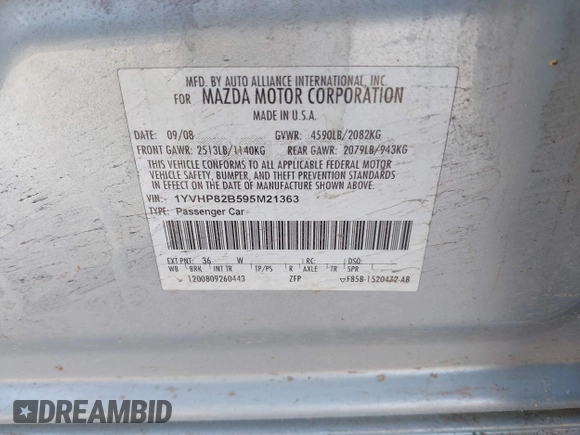 MFD. BY AUTO ALLIANCE INTERNATIONAL, INC.
FOR MAZDA MOTOR CORPORATION
MADE IN U.S.A.
DATE: 09/08 GVWR: 4590LB/2082KG
FRONT GAWR: 2513LB/1140KG REAR GAWR: 2079LB/943KG
THIS VEHICLE CONFORMS TO ALL APPLICABLE FEDERAL MOTOR
VEHICLE SAFETY, BUMPER, AND THEFT PREVENTION STANDARDS
IN EFFECT ON THE DATE OF MANUFACTURE SHOWN ABOVE.
VIN: 1YVHP82B595M21363
TYPE: Passenger Car
EXT PNT: 36 W RC: DSO:
WB BRK INT TR TP/PS R AXLE TR SPR
1200809260443 ZFP ▽F85B-1520472-AB
DREAMBID